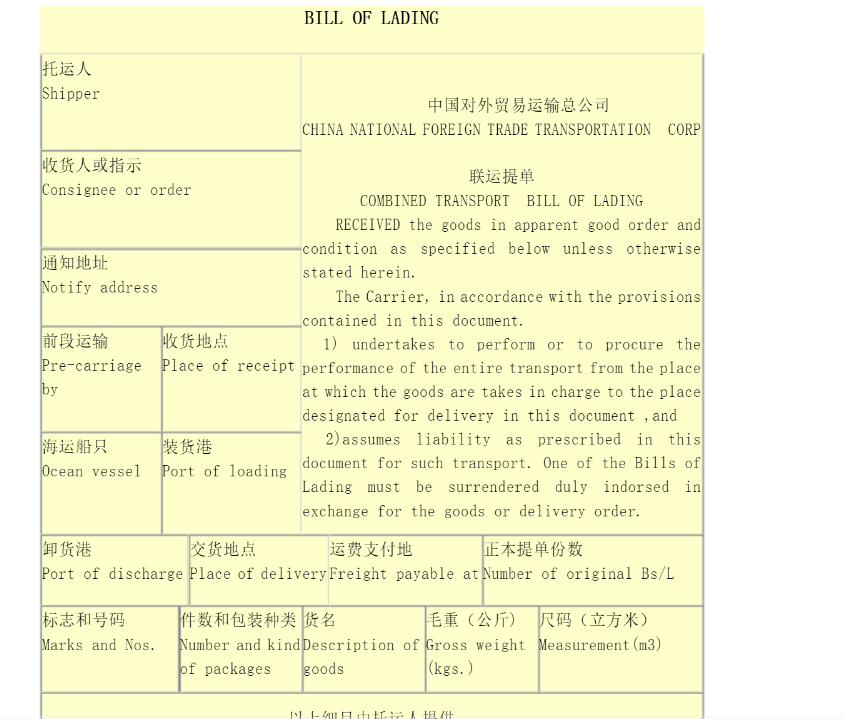 BILL OF LADING
托运人
Shipper
收货人或指示
Consignee or order
通知地址
Notify address
前段运输
Pre-carriage
by
收货地点
Place of receipt
海运船只
Ocean vessel
装货港
Port of loading
中国对外贸易运输总公司
CHINA NATIONAL FOREIGN TRADE TRANSPORTATION CORP
联运提单
COMBINED TRANSPORT BILL OF LADING
RECEIVED the goods in apparent good order and
condition as specified below unless otherwise
stated herein.
The Carrier, in accordance with the provisions
contained in this document.
1) undertakes to perform or to procure the
performance of the entire transport from the place
at which the goods are takes in charge to the place
designated for delivery in this document ,and
2)assumes liability as prescribed in this
document for such transport. One of the Bills of
Lading must be surrendered duly indorsed in
exchange for the goods or delivery order.
卸货港
Port of discharge
交货地点
Place of delivery
运费支付地
Freight payable at
正本提单份数
Number of original Bs/L
标志和号码
Marks and Nos.
件数和包装种类
Number and kind
of packages
货名
Description of
goods
毛重（公斤）
Gross weight
(kgs.)
尺码（立方米）
Measurement(m3)
以上细目由托运人提供